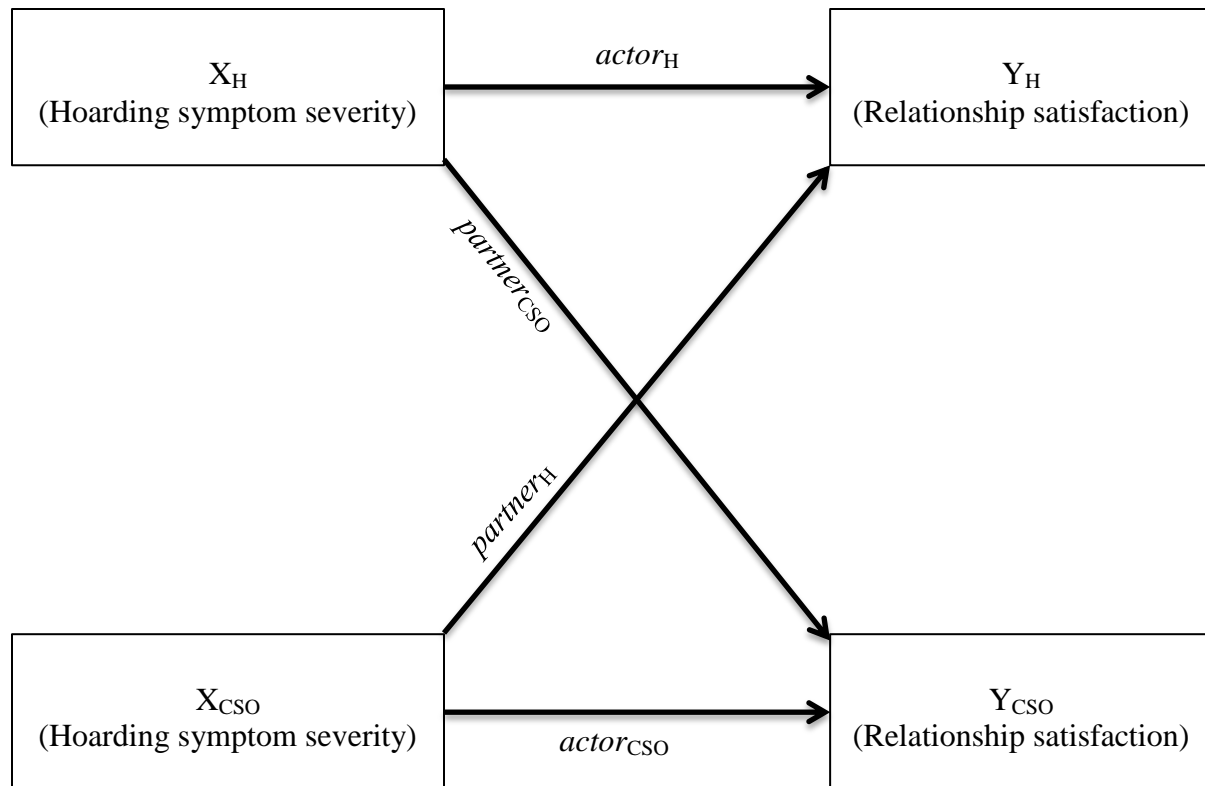 X_H
(Hoarding symptom severity)
actor_H
Y_H
(Relationship satisfaction)
partner_CSO
partner_H
X_CSO
(Hoarding symptom severity)
actor_CSO
Y_CSO
(Relationship satisfaction)